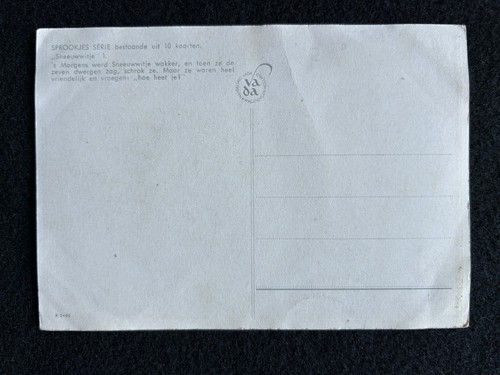 SPROOKJES SERIE bestaande uit 10 kaarten.
„Sneeuwwitje 1
's Morgens werd Sneeuwwitje wakker, en toen ze de
zeven dwergen zag, schrok ze. Maar ze waren heel
vriendelijk en vroegen: „hoe heet je?
va
da